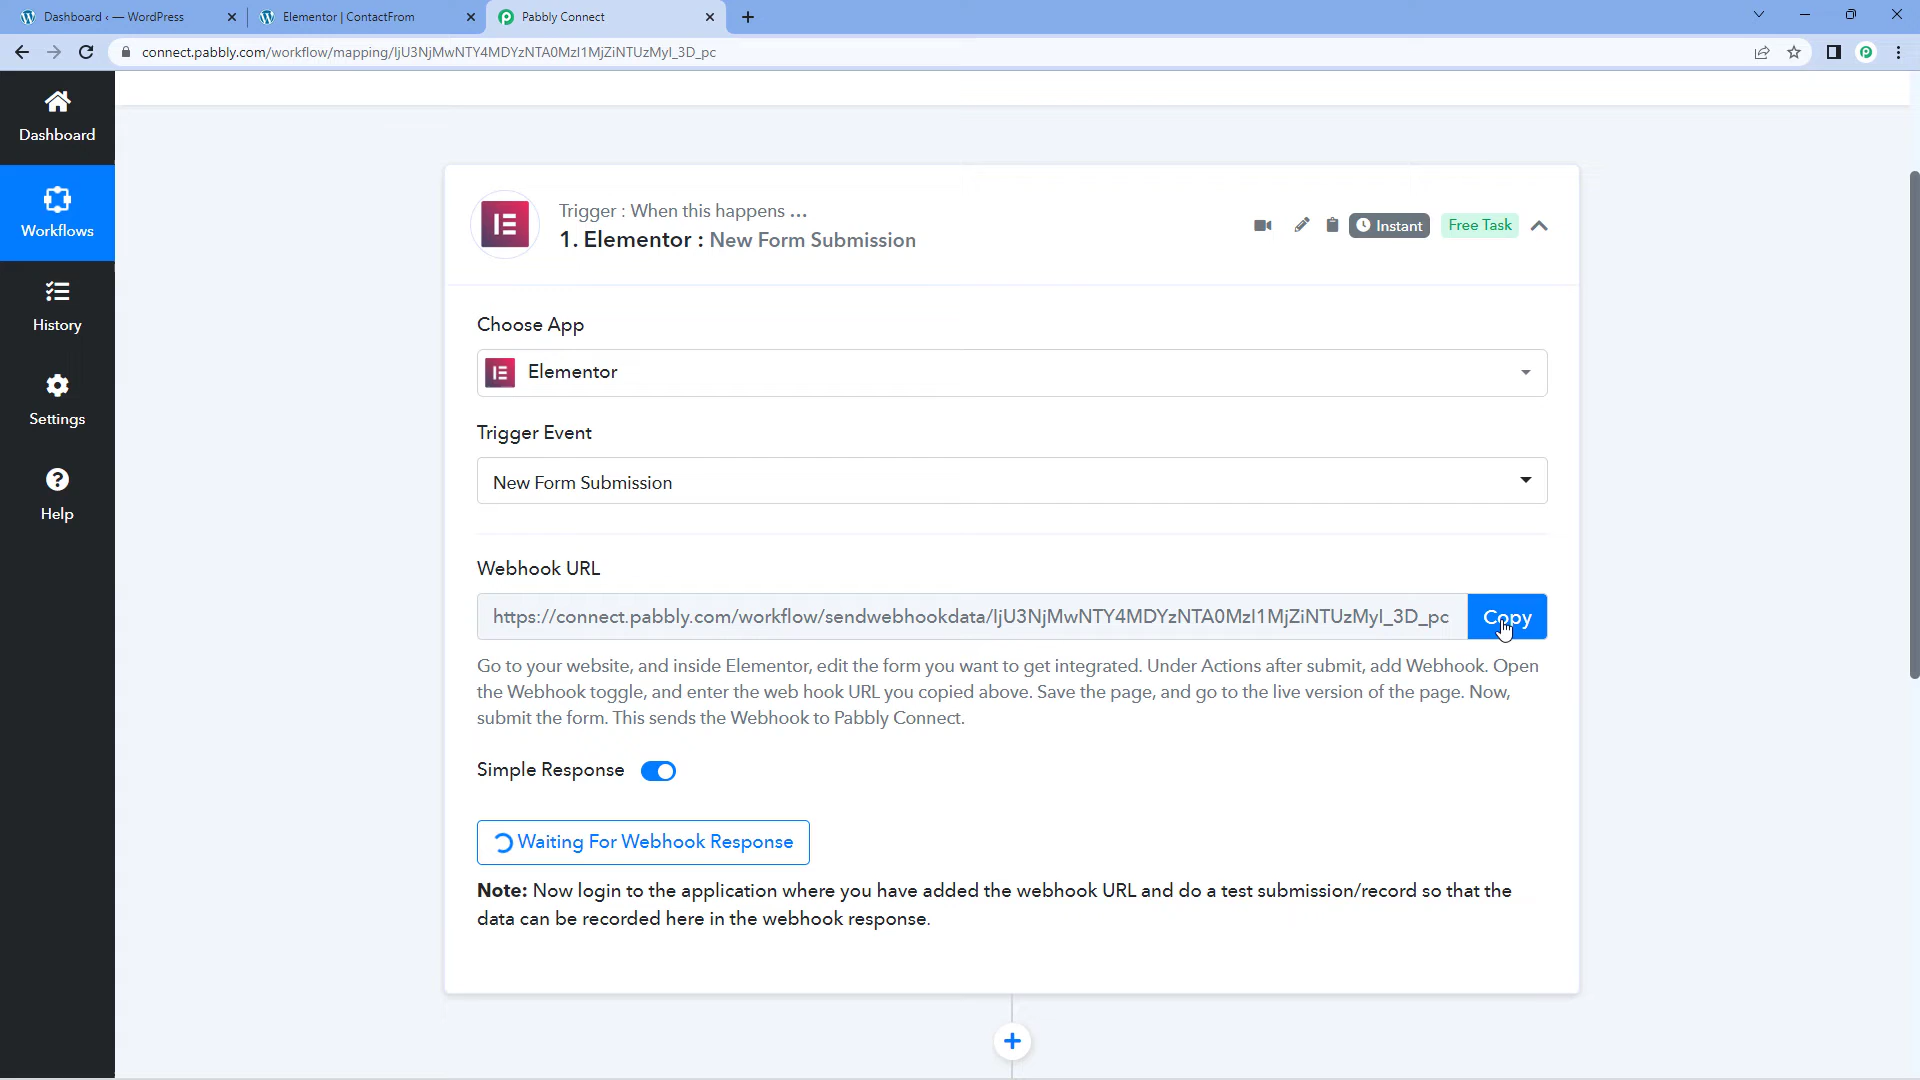 Dashboard ‹ — WordPress
Elementor | ContactFrom
Pabbly Connect
connect.pabbly.com/workflow/mapping/IjU3NjMwNTY4MDYzNTA0MzI1MjZiNTUzMyI_3D_pc
Dashboard
Workflows
History
Settings
Help
Trigger : When this happens ...
1. Elementor : New Form Submission
Instant
Free Task
Choose App
Elementor
Trigger Event
New Form Submission
Webhook URL
https://connect.pabbly.com/workflow/sendwebhookdata/IjU3NjMwNTY4MDYzNTA0MzI1MjZiNTUzMyI_3D_pc
Copy
Go to your website, and inside Elementor, edit the form you want to get integrated. Under Actions after submit, add Webhook. Open
the Webhook toggle, and enter the web hook URL you copied above. Save the page, and go to the live version of the page. Now,
submit the form. This sends the Webhook to Pabbly Connect.
Simple Response
Waiting For Webhook Response
Note: Now login to the application where you have added the webhook URL and do a test submission/record so that the
data can be recorded here in the webhook response.